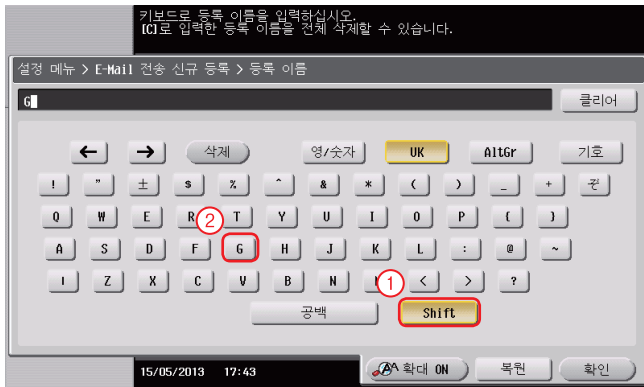 키보드로 등록 이름을 입력하십시오.
[C]로 입력한 등록 이름을 전체 삭제할 수 있습니다.
설정 메뉴 > E-Mail 전송 신규 등록 > 등록 이름
G 클리어
← → 삭제 영/숫자 UK AltGr 기호
! " ± $ % ^ & * ( ) _ + 쿤
Q W E R ② T Y U I O P { }
A S D F G H J K L : @ ~
| Z X C V B N ① < > ?
공백 Shift
15/05/2013 17:43 확대 ON 복원 확인